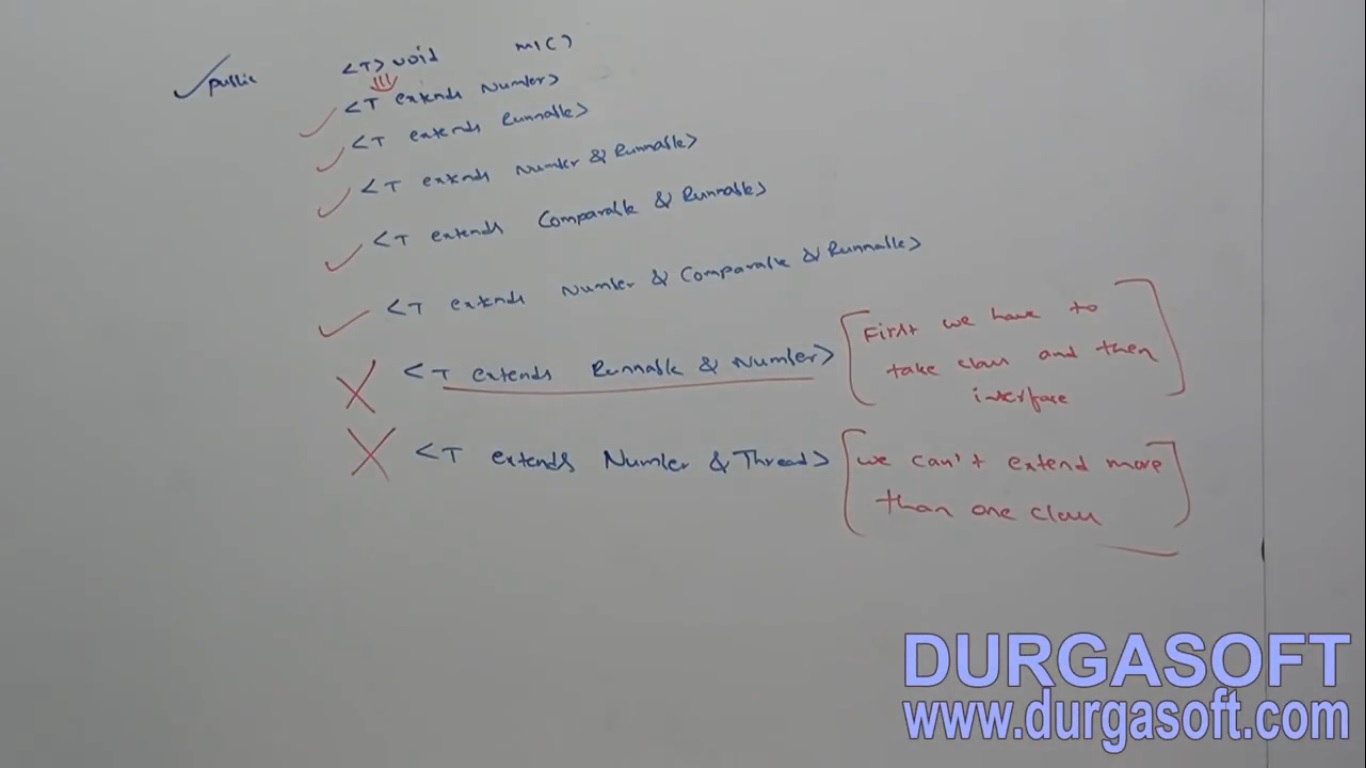 public <T> void m1()
<T extends Number>
<T extends Runnable>
<T extends Number & Runnable>
<T extends Comparable & Runnable>
<T extends Number & Comparable & Runnable>
<T extends Runnable & Number> [First we have to
take class and then
interface]
<T extends Number & Thread> [we can't extend more
than one class]
DURGASOFT
www.durgasoft.com